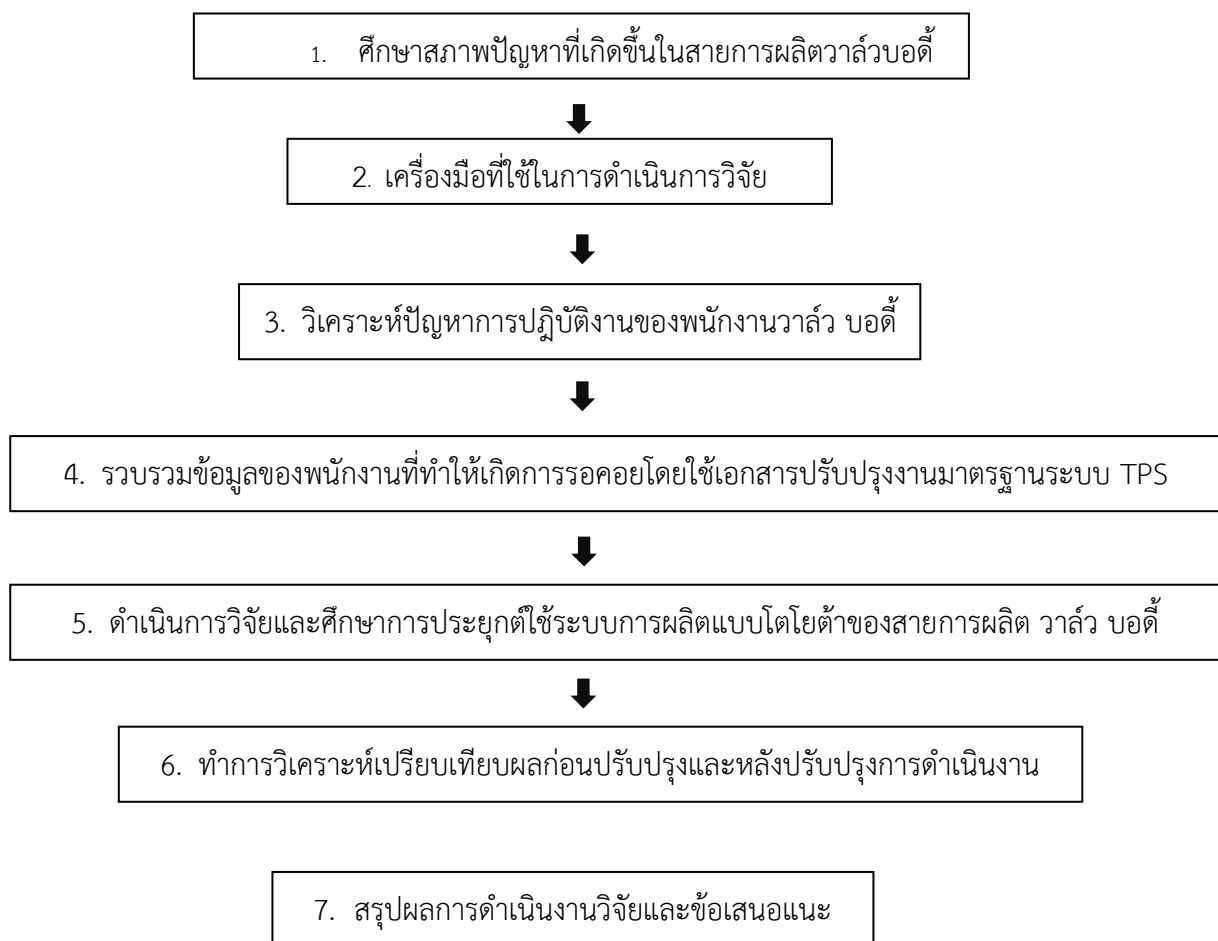 1. ศึกษาสภาพปัญหาที่เกิดขึ้นในสายการผลิตวาล์วบอดี้
2. เครื่องมือที่ใช้ในการดำเนินการวิจัย
3. วิเคราะห์ปัญหาการปฎิบัติงานของพนักงานวาล์ว บอดี้
4. รวบรวมข้อมูลของพนักงานที่ทำให้เกิดการรอคอยโดยใช้เอกสารปรับปรุงงานมาตรฐานระบบ TPS
5. ดำเนินการวิจัยและศึกษาการประยุกต์ใช้ระบบการผลิตแบบโตโยต้าของสายการผลิต วาล์ว บอดี้
6. ทำการวิเคราะห์เปรียบเทียบผลก่อนปรับปรุงและหลังปรับปรุงการดำเนินงาน
7. สรุปผลการดำเนินงานวิจัยและข้อเสนอแนะ